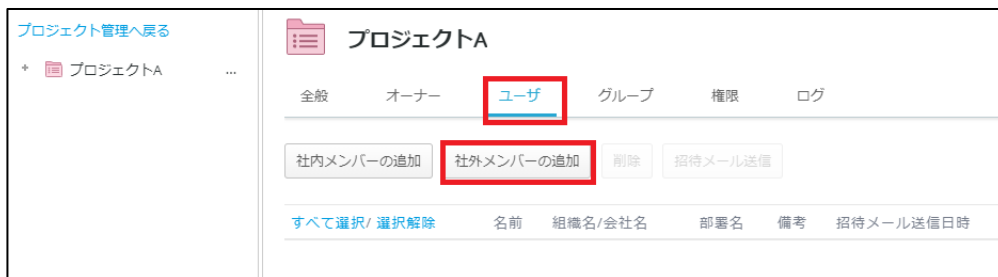 プロジェクト管理へ戻る
+ プロジェクトA ...
プロジェクトA
全般 オーナー ユーザ グループ 権限 ログ
社内メンバーの追加 社外メンバーの追加 削除 招待メール送信
すべて選択/ 選択解除 名前 組織名/会社名 部署名 備考 招待メール送信日時